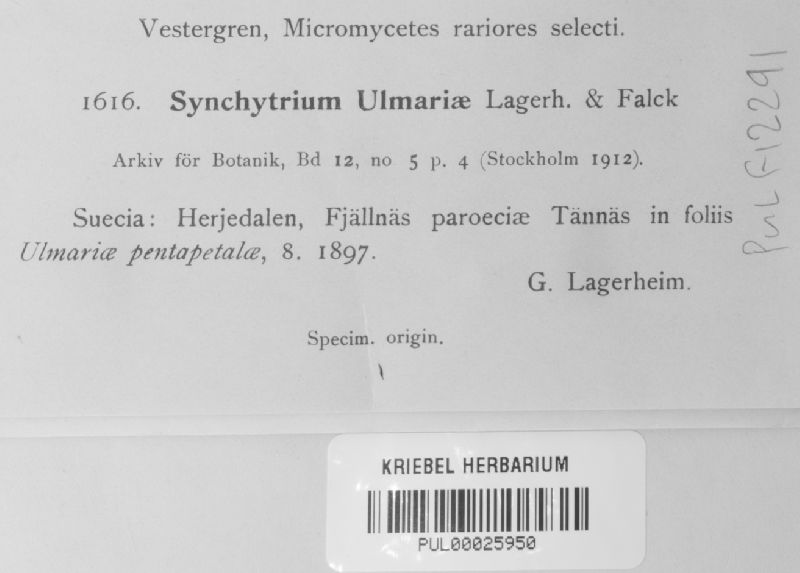 Vestergren, Micromycetes rariores selecti.
1616. Synchytrium Ulmariæ Lagerh. & Falck
Arkiv för Botanik, Bd 12, no 5 p. 4 (Stockholm 1912).
Suecia: Herjedalen, Fjällnäs paroeciæ Tännäs in foliis
Ulmariæ pentapetalæ, 8. 1897.
G. Lagerheim.
Specim. origin.
PUL F12291
KRIEBEL HERBARIUM
PUL00025950